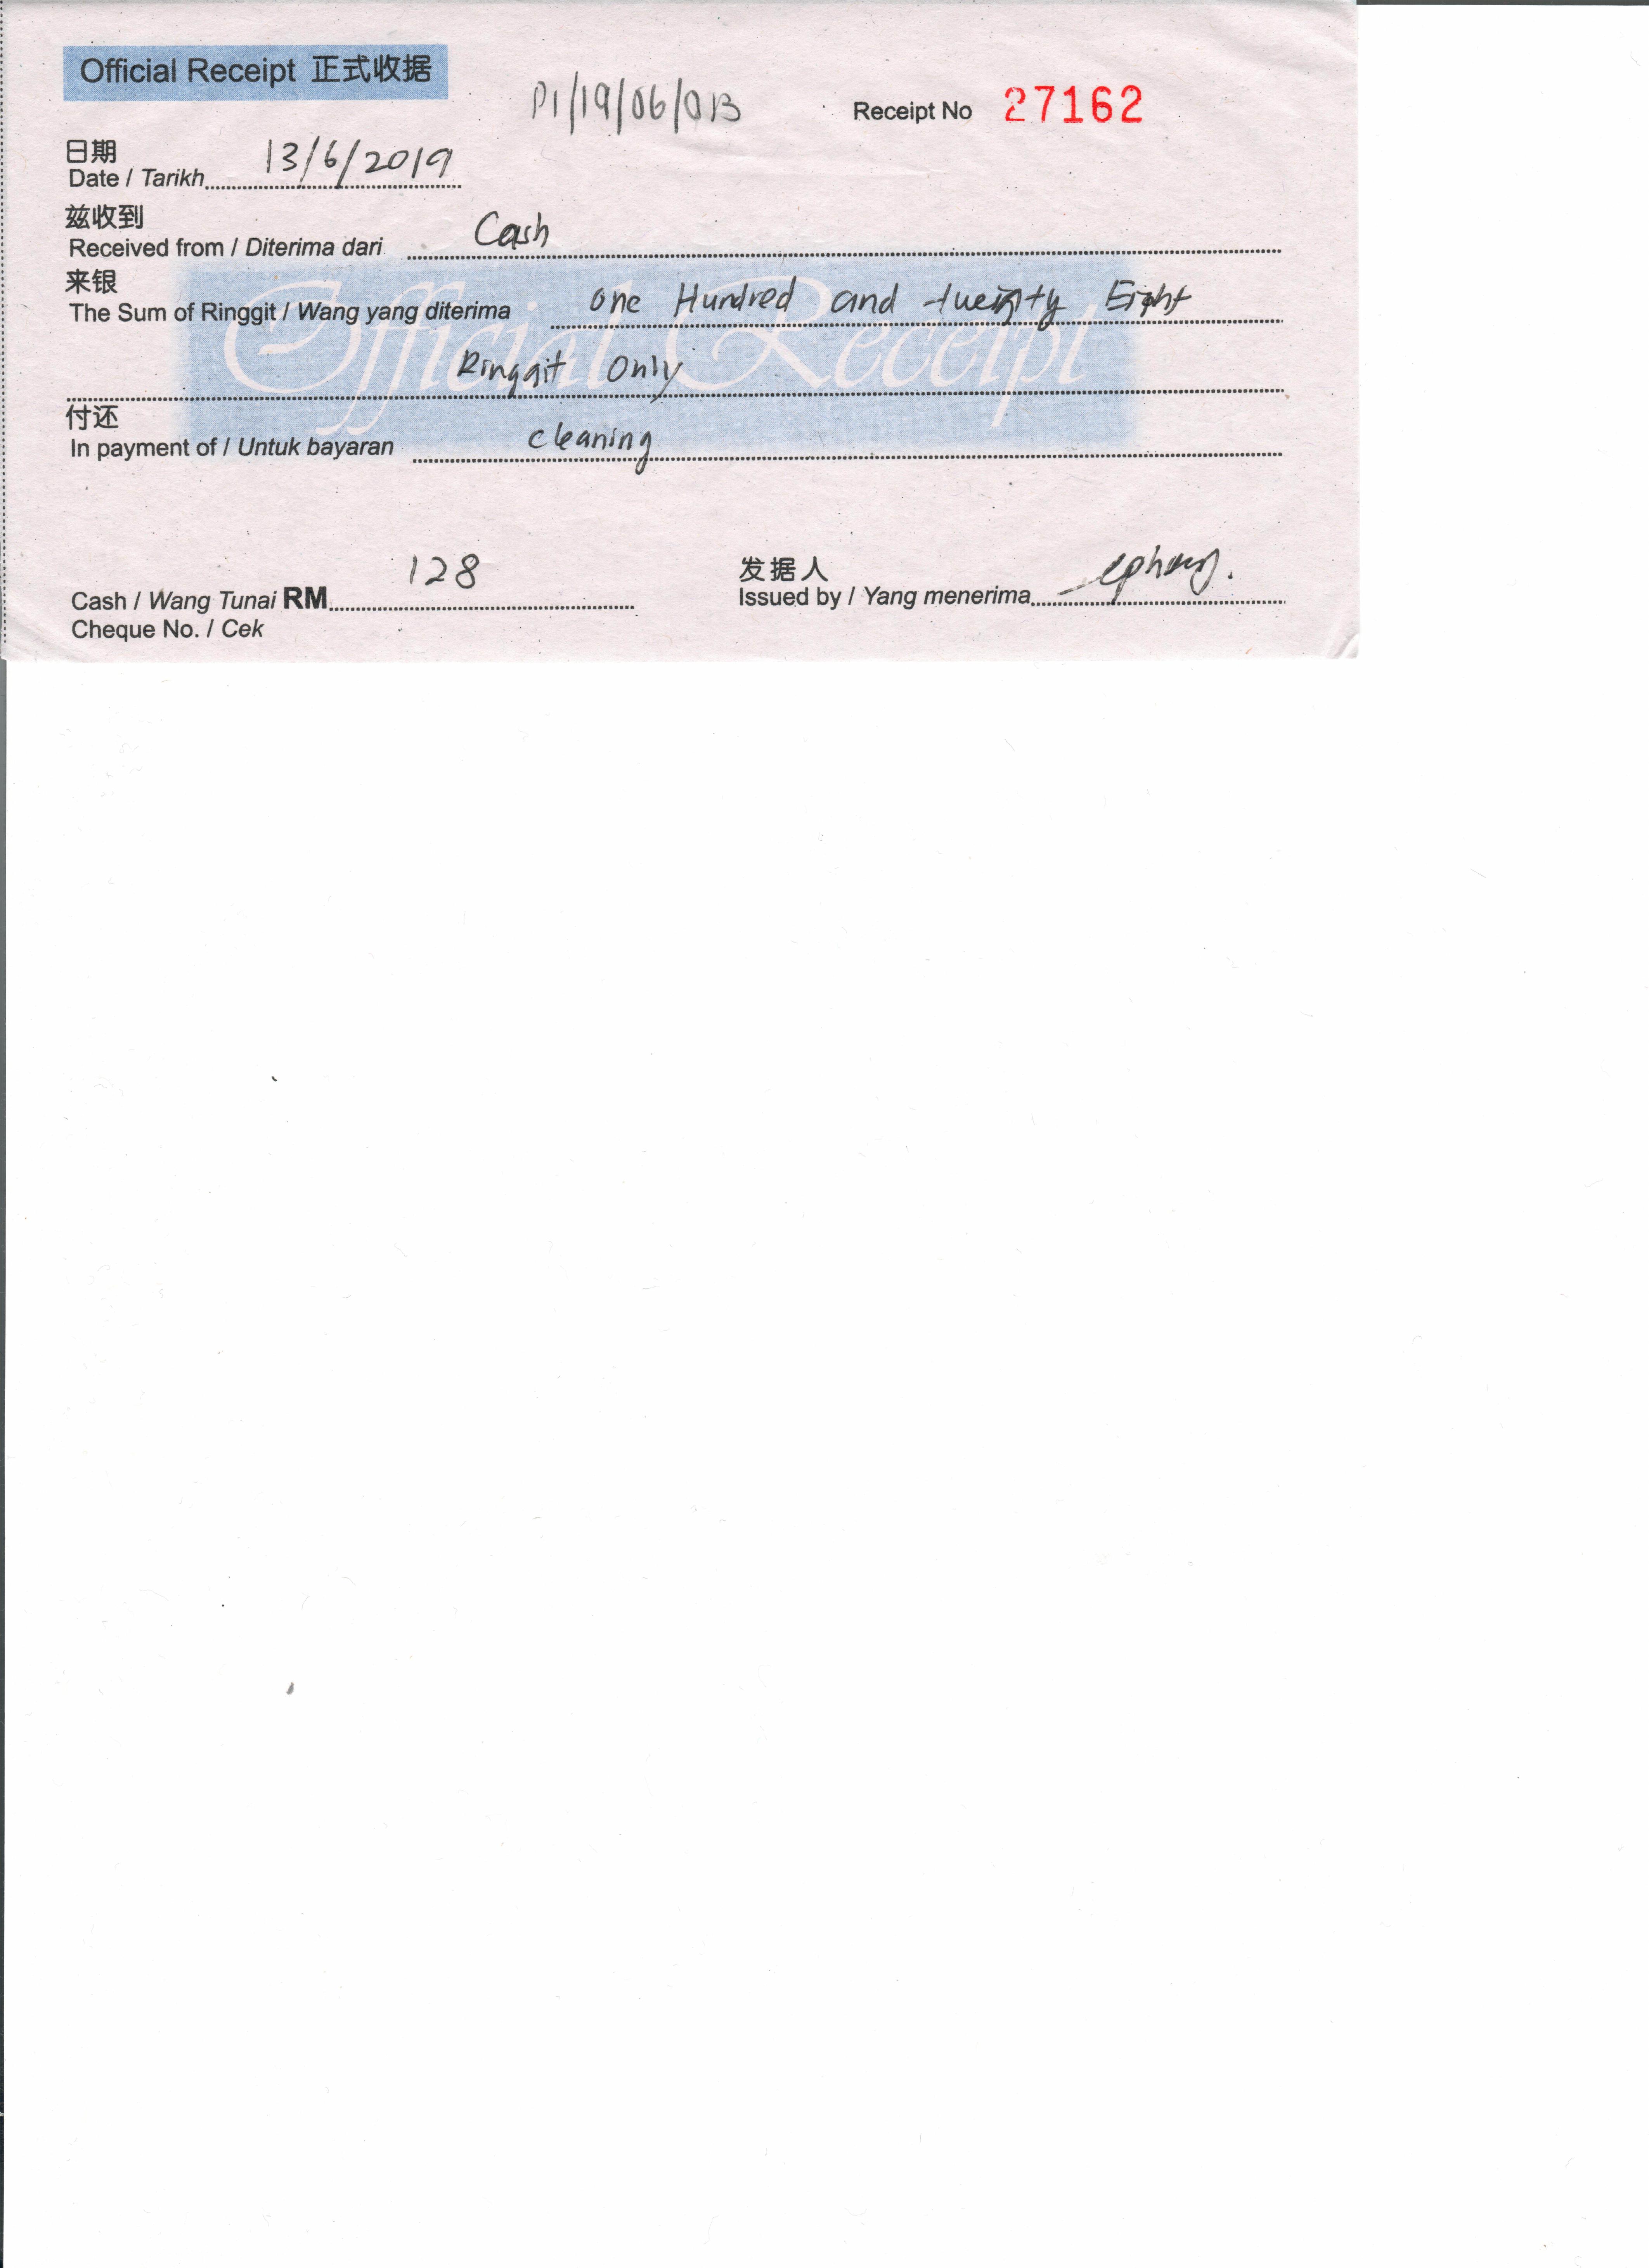 Official Receipt 正式收据
PI/19/06/013
Receipt No 27162
日期
Date / Tarikh 13/6/2019
兹收到
Received from / Diterima dari Cash
来银
The Sum of Ringgit / Wang yang diterima one Hundred and twenty Eight
Official Receipt
Ringgit Only
付还
In payment of / Untuk bayaran cleaning
128
发据人
Cash / Wang Tunai RM
Issued by / Yang menerima
Cheque No. / Cek